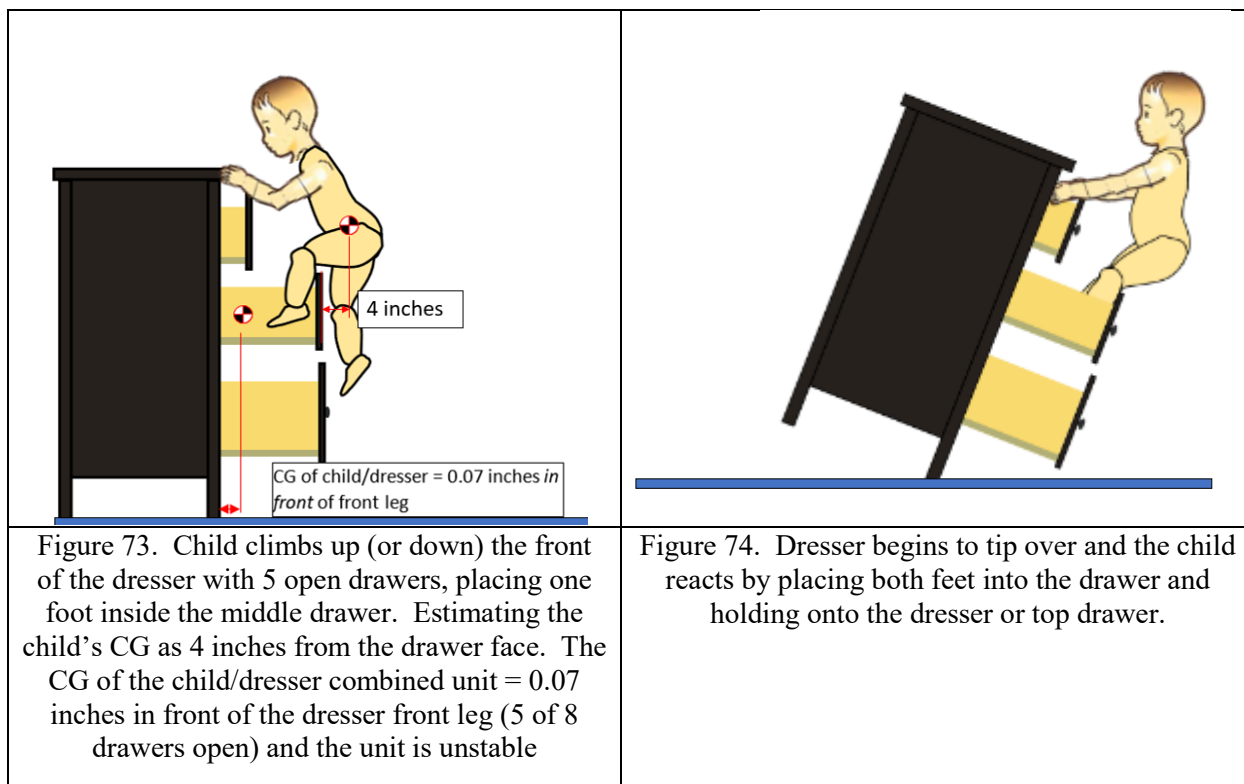 4 inches
CG of child/dresser = 0.07 inches in
front of front leg
Figure 73.  Child climbs up (or down) the front
of the dresser with 5 open drawers, placing one
foot inside the middle drawer.  Estimating the
child’s CG as 4 inches from the drawer face.  The
CG of the child/dresser combined unit = 0.07
inches in front of the dresser front leg (5 of 8
drawers open) and the unit is unstable
Figure 74.  Dresser begins to tip over and the child
reacts by placing both feet into the drawer and
holding onto the dresser or top drawer.